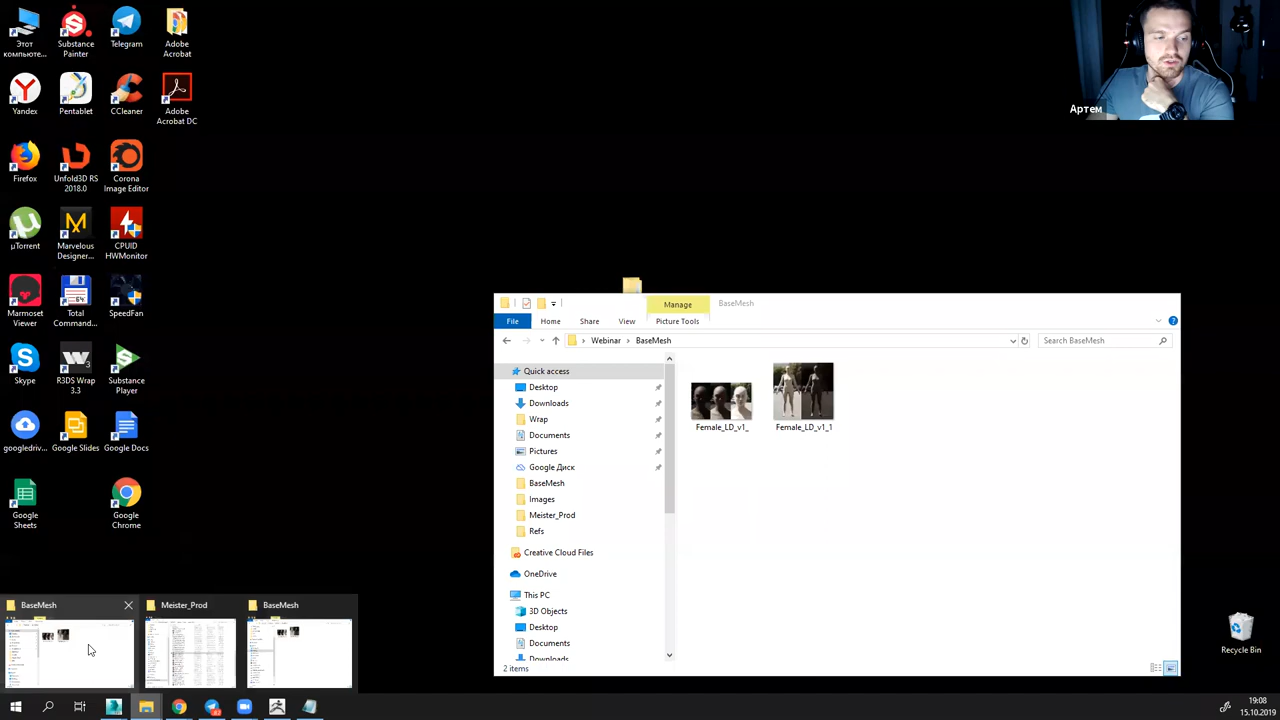 Этот
компьюте...
Substance
Painter
Telegram
Adobe
Acrobat
Yandex
Pentablet
CCleaner
Adobe
Acrobat DC
Firefox
Unfold3D RS
2018.0
Corona
Image Editor
µTorrent
Marvelous
Designer...
CPUID
HWMonitor
Marmoset
Viewer
Total
Comman...
SpeedFan
Skype
R3DS Wrap
3.3
Substance
Player
googledriv...
Google Slides
Google Docs
Google
Sheets
Google
Chrome
Артем
Manage
BaseMesh
File
Home
Share
View
Picture Tools
Webinar
BaseMesh
Search BaseMesh
Quick access
Desktop
Downloads
Wrap
Documents
Pictures
Google Диск
BaseMesh
Images
Meister_Prod
Refs
Creative Cloud Files
OneDrive
This PC
3D Objects
Desktop
Documents
Downloads
Female_LD_v1_
Female_LD_v1_1
2 items
BaseMesh
Meister_Prod
BaseMesh
Recycle Bin
19:08
15.10.2019